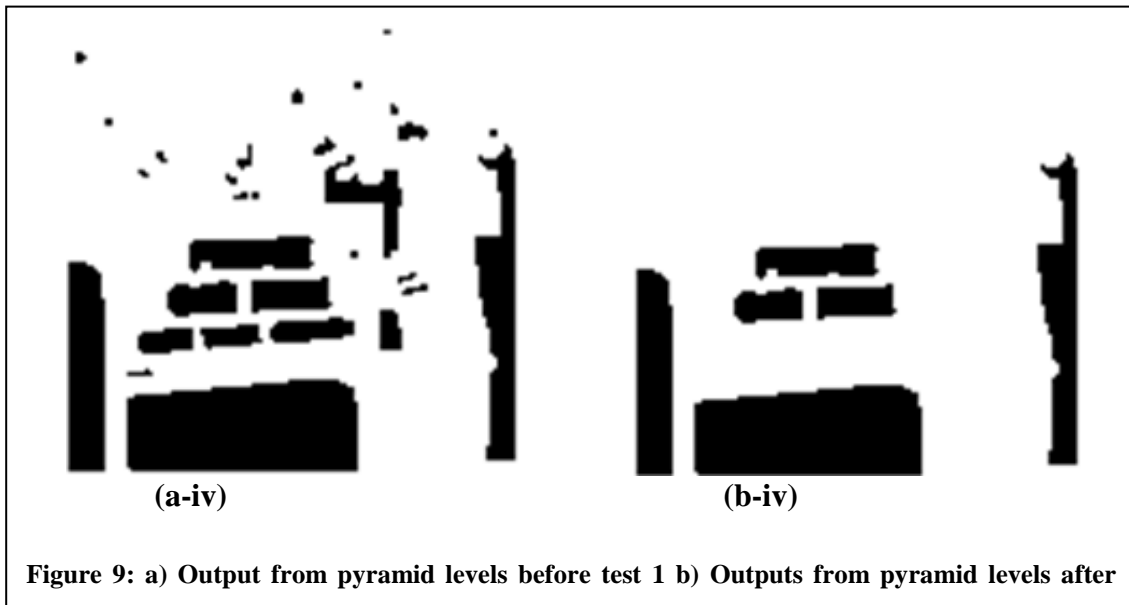 (a-iv) (b-iv)
Figure 9: a) Output from pyramid levels before test 1 b) Outputs from pyramid levels after